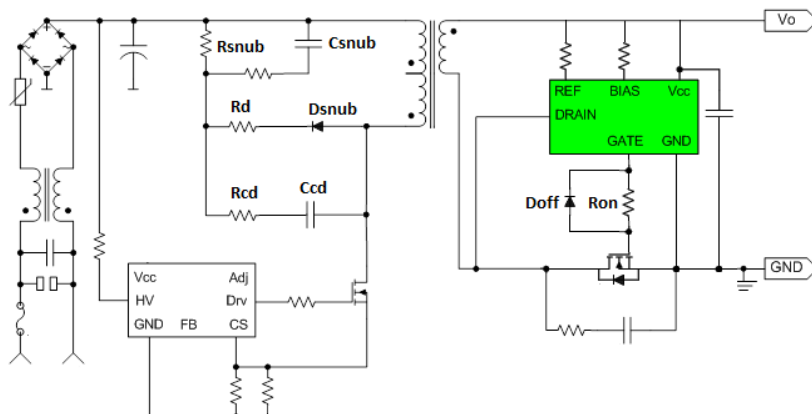 Rsnub
Csnub
Vo
Rd
Dsnub
REF
BIAS
Vcc
DRAIN
GATE
GND
Rcd
Ccd
Doff
Ron
GND
Vcc
Adj
HV
Drv
GND
FB
CS